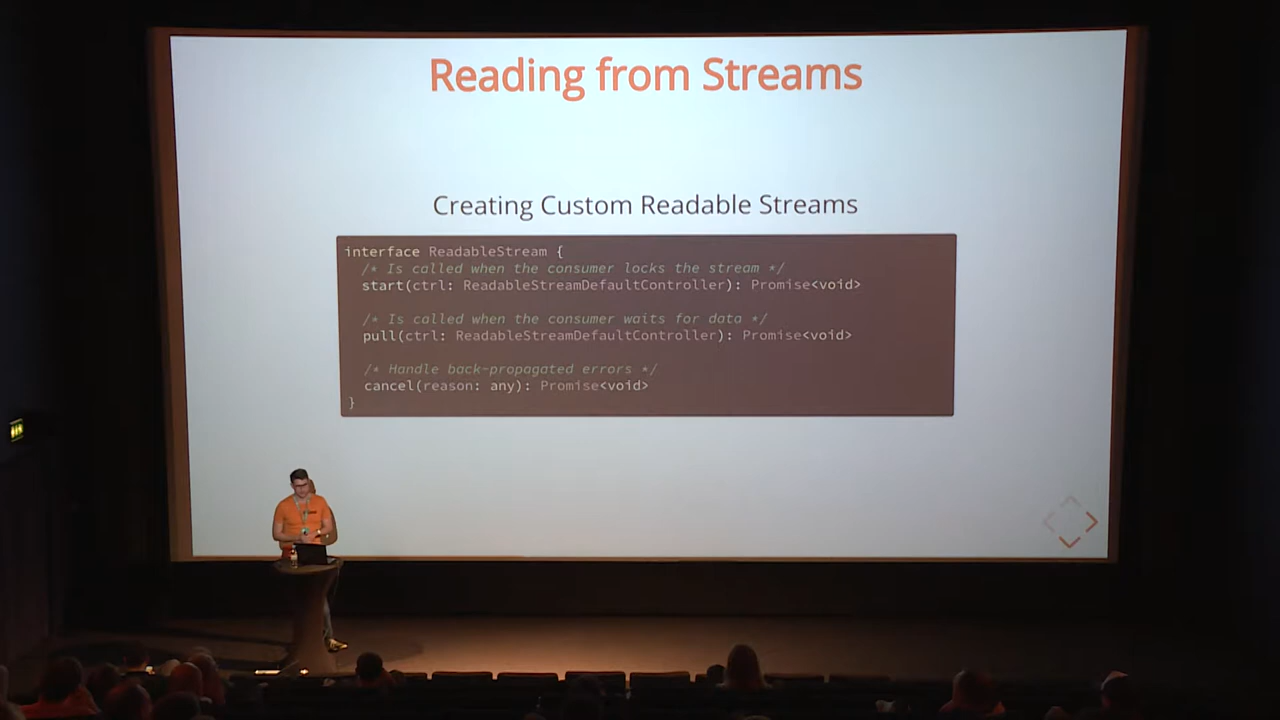 Reading from Streams
Creating Custom Readable Streams
interface ReadableStream {
/* Is called when the consumer locks the stream */
start(ctrl: ReadableStreamDefaultController): Promise<void>
/* Is called when the consumer waits for data */
pull(ctrl: ReadableStreamDefaultController): Promise<void>
/* Handle back-propagated errors */
cancel(reason: any): Promise<void>
}